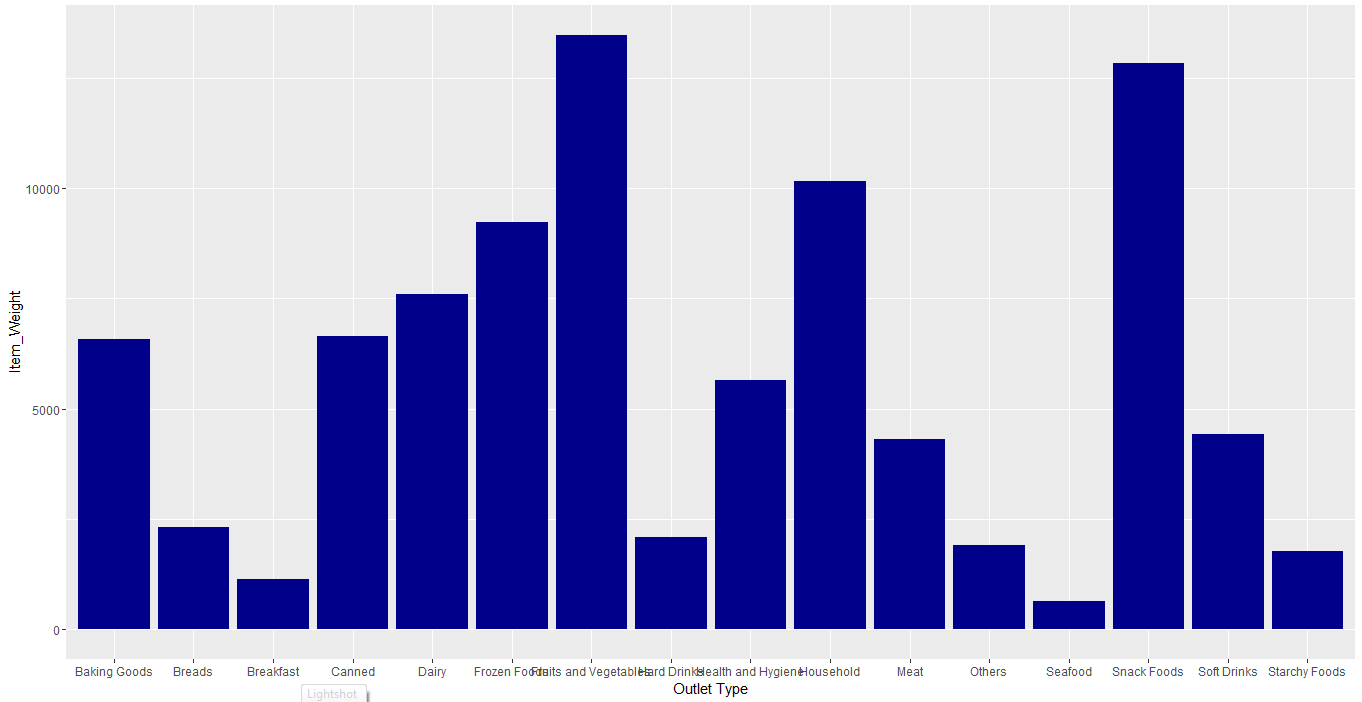 Item_Weight
10000
5000
0
Baking Goods Breads Breakfast Canned Dairy Frozen Foods Fruits and Vegetables Hard Drinks Health and Hygiene Household Meat Others Seafood Snack Foods Soft Drinks Starchy Foods
Outlet Type
Lightshot